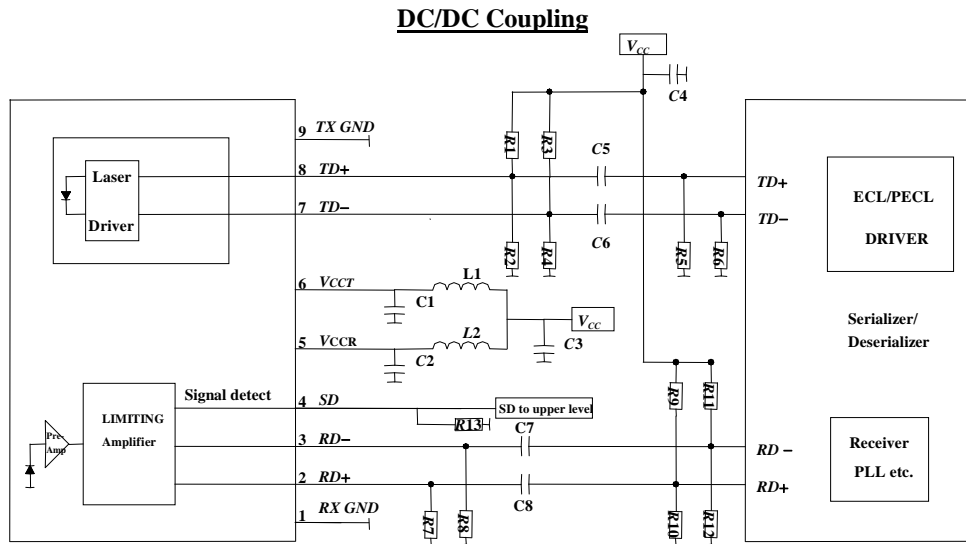 DC/DC Coupling
VCC
C4
9 TX GND
R1
R3
C5
Laser
Driver
8 TD+
TD+
7 TD−
TD−
C6
ECL/PECL
DRIVER
R2
R4
R5
R6
6 VCCT
C1
L1
VCC
C3
5 VCCR
C2
L2
Serializer/
Deserializer
Signal detect
4 SD
SD to upper level
R13
R9
R11
LIMITING
Amplifier
Pre-
Amp
3 RD−
C7
RD −
2 RD+
C8
RD+
Receiver
PLL etc.
1 RX GND
R7
R8
R10
R12